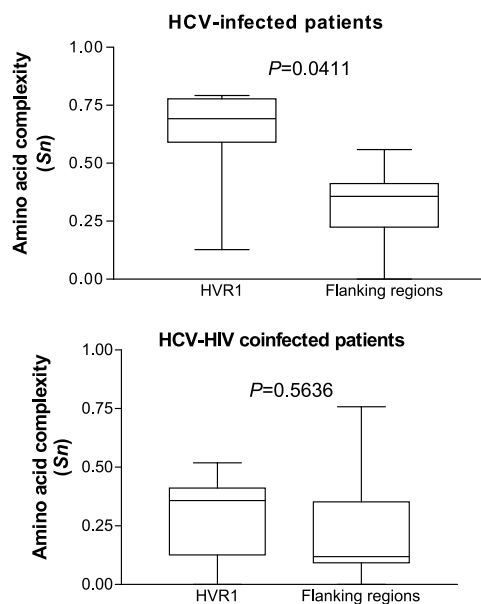 HCV-infected patients
P=0.0411
Amino acid complexity
(Sn)
1.00
0.75
0.50
0.25
0.00
HVR1
Flanking regions
HCV-HIV coinfected patients
P=0.5636
Amino acid complexity
(Sn)
1.00
0.75
0.50
0.25
0.00
HVR1
Flanking regions